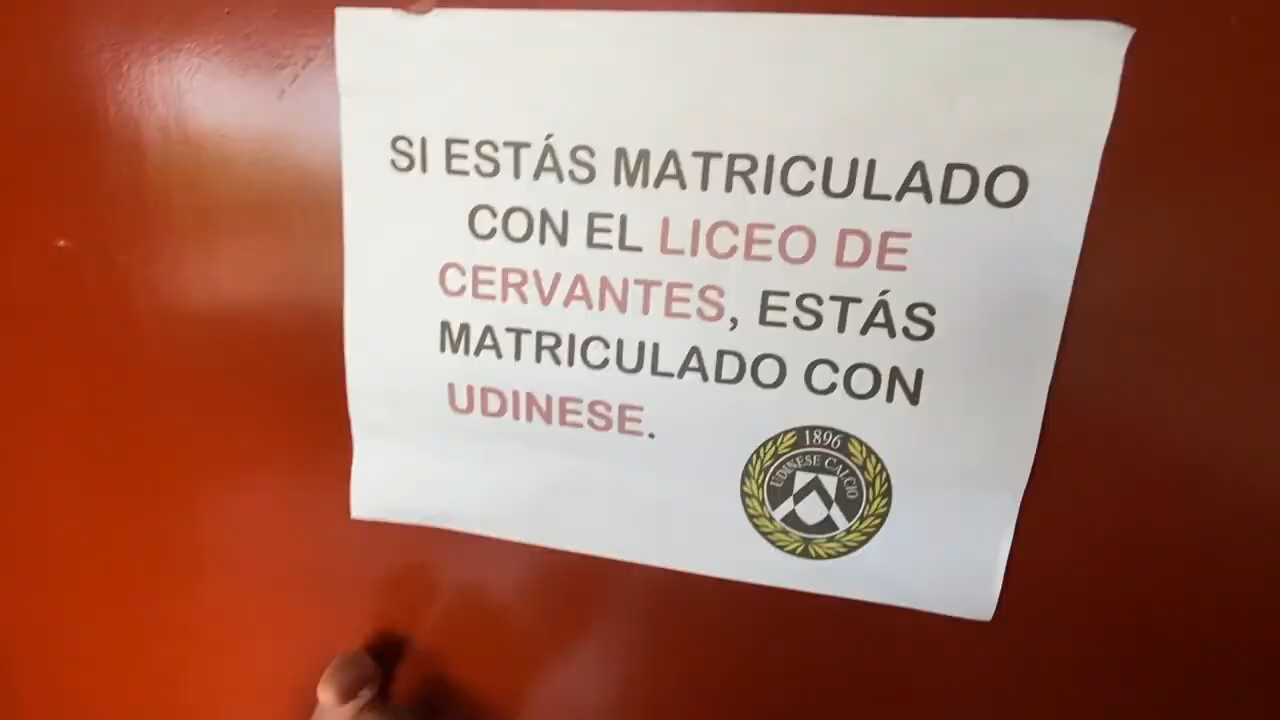 SI ESTÁS MATRICULADO
CON EL LICEO DE
CERVANTES, ESTÁS
MATRICULADO CON
UDINESE.
1896
UDINESE CALCIO